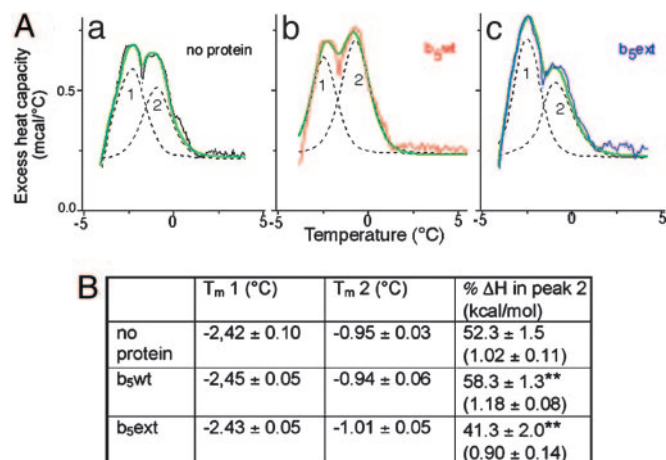 A
a
no protein
b
b5wt
c
b5ext
Excess heat capacity
(mcal/°C)
0.5
0.0
1
2
1
2
1
2
-5
0
5
-5
0
5
-5
0
5
Temperature (°C)
B
Tm 1 (°C)
Tm 2 (°C)
% ΔH in peak 2
(kcal/mol)
no
protein
-2,42 ± 0.10
-0.95 ± 0.03
52.3 ± 1.5
(1.02 ± 0.11)
b5wt
-2,45 ± 0.05
-0.94 ± 0.06
58.3 ± 1.3**
(1.18 ± 0.08)
b5ext
-2.43 ± 0.05
-1.01 ± 0.05
41.3 ± 2.0**
(0.90 ± 0.14)